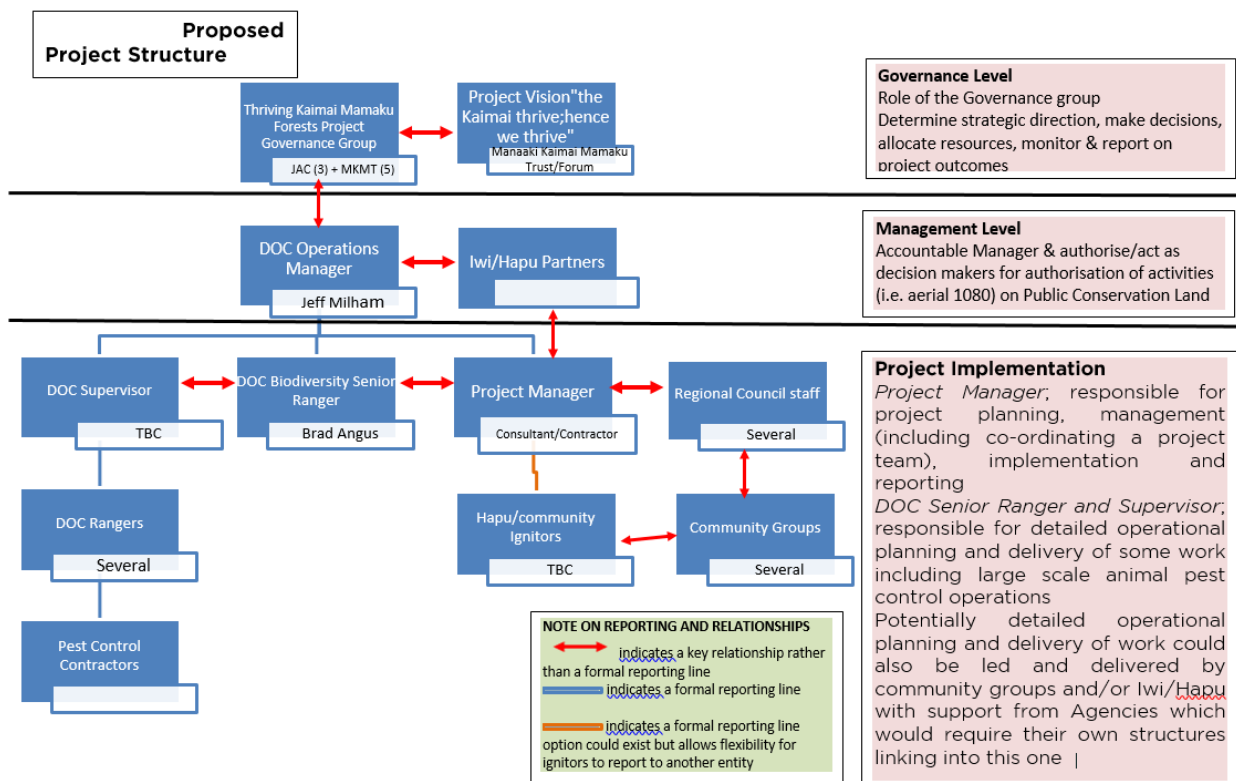 Proposed
Project Structure
Thriving Kaimai Mamaku
Forests Project
Governance Group
JAC (3) + MKMT (5)
Project Vision"the
Kaimai thrive;hence
we thrive"
Manaaki Kaimai Mamaku
Trust/Forum
Governance Level
Role of the Governance group
Determine strategic direction, make decisions,
allocate resources, monitor & report on
project outcomes
DOC Operations
Manager
Jeff Milham
Iwi/Hapu Partners
Management Level
Accountable Manager & authorise/act as
decision makers for authorisation of activities
(i.e. aerial 1080) on Public Conservation Land
DOC Supervisor
TBC
DOC Biodiversity Senior
Ranger
Brad Angus
Project Manager
Consultant/Contractor
Regional Council staff
Several
DOC Rangers
Several
Hapu/community
Ignitors
TBC
Community Groups
Several
Pest Control
Contractors
Project Implementation
Project Manager; responsible for
project planning, management
(including co-ordinating a project
team), implementation and
reporting
DOC Senior Ranger and Supervisor;
responsible for detailed operational
planning and delivery of some work
including large scale animal pest
control operations
Potentially detailed operational
planning and delivery of work could
also be led and delivered by
community groups and/or Iwi/Hapu
with support from Agencies which
would require their own structures
linking into this one
NOTE ON REPORTING AND RELATIONSHIPS
indicates a key relationship rather
than a formal reporting line
indicates a formal reporting line
indicates a formal reporting line
option could exist but allows flexibility for
ignitors to report to another entity